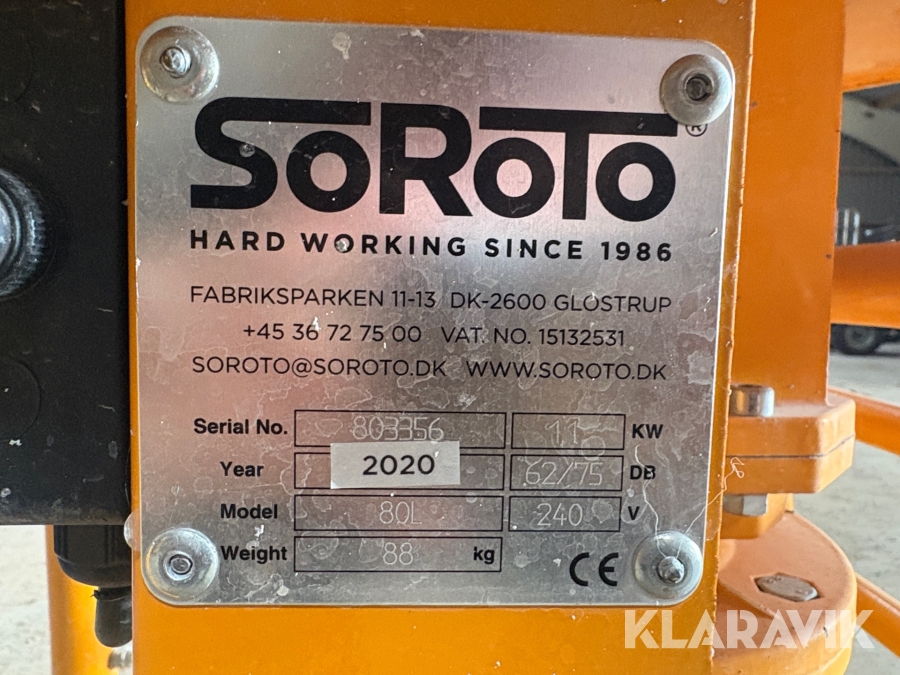 SoRoTo®
HARD WORKING SINCE 1986
FABRIKSPARKEN 11-13 DK-2600 GLOSTRUP
+45 36 72 75 00 VAT. NO. 15132531
SOROTO@SOROTO.DK WWW.SOROTO.DK
Serial No. 803356 1.1 KW
Year 2020 62/75 DB
Model 80L 240 V
Weight 88 kg
CE
KLARAVIK